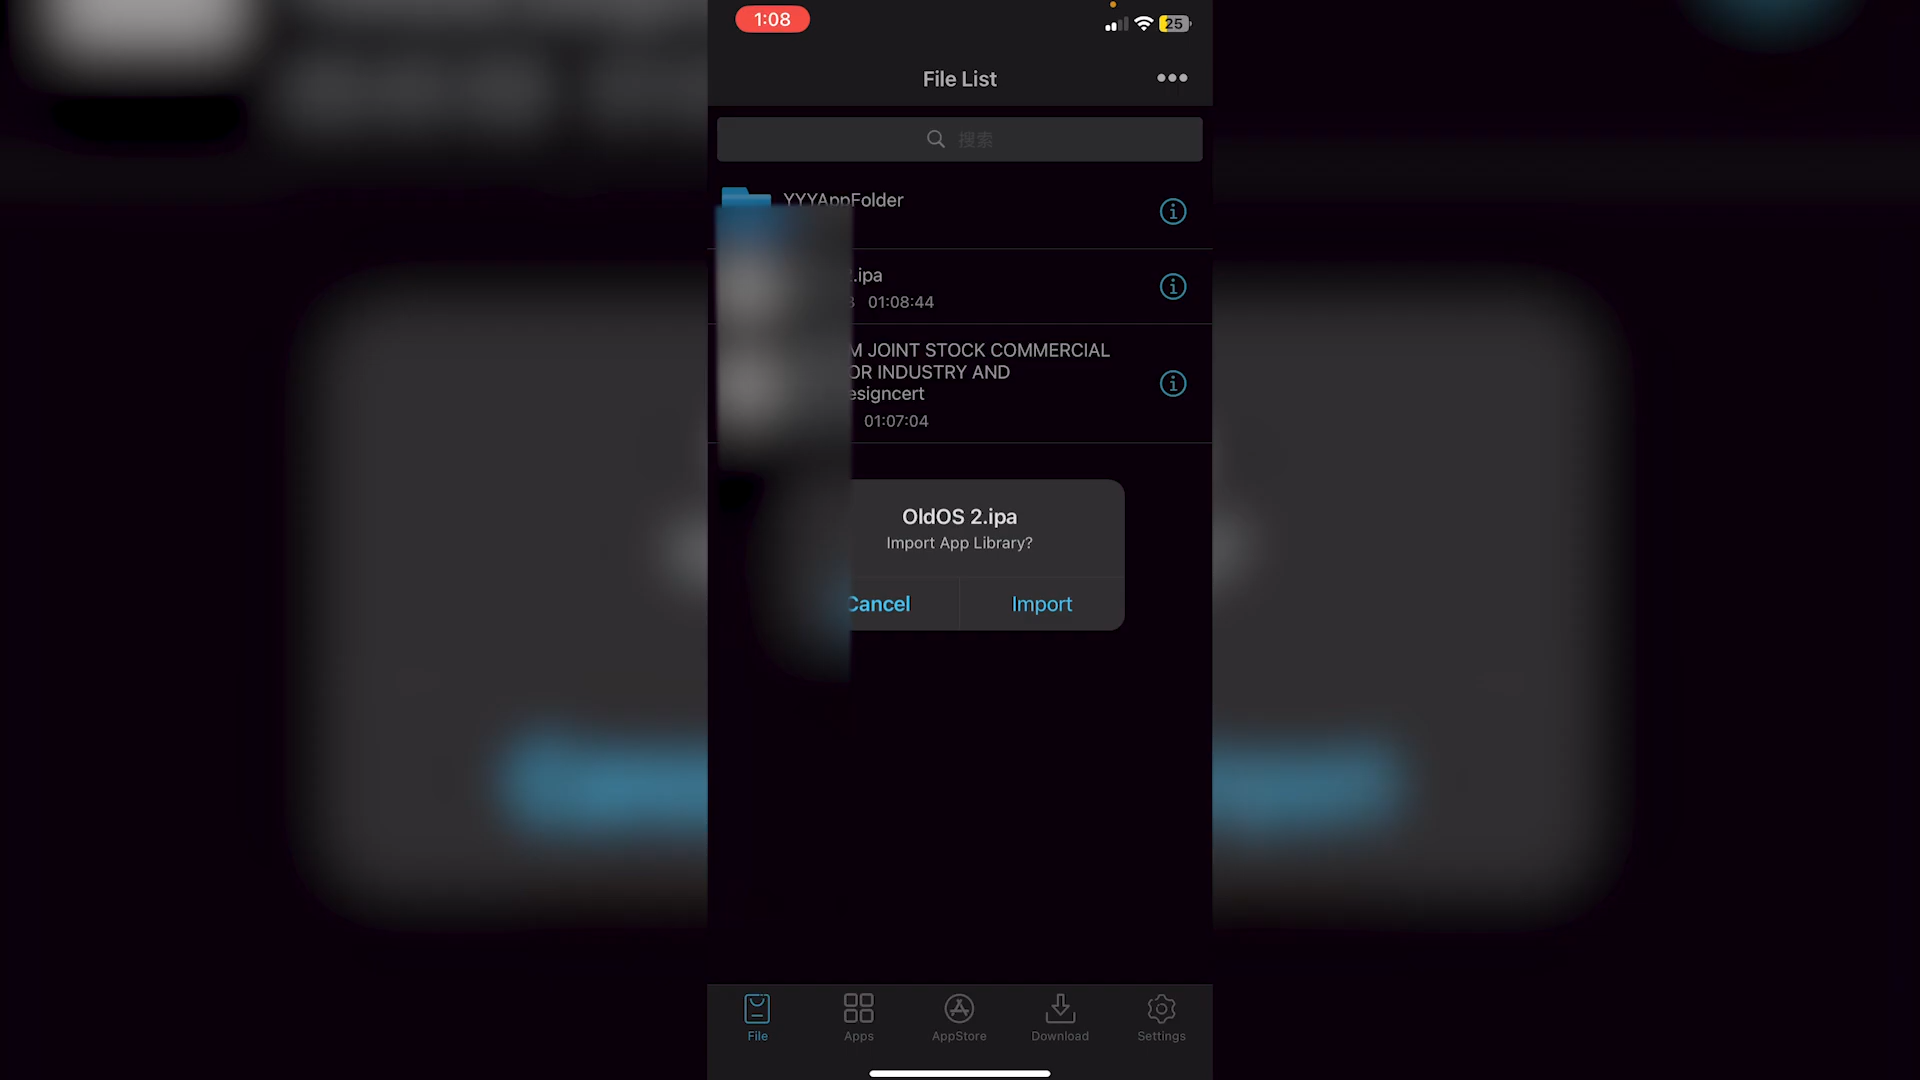 1:08
25
File List
搜索
YYYAppFolder
.ipa
01:08:44
JOINT STOCK COMMERCIAL
INDUSTRY AND
esigncert
01:07:04
OldOS 2.ipa
Import App Library?
Cancel
Import
File
Apps
AppStore
Download
Settings